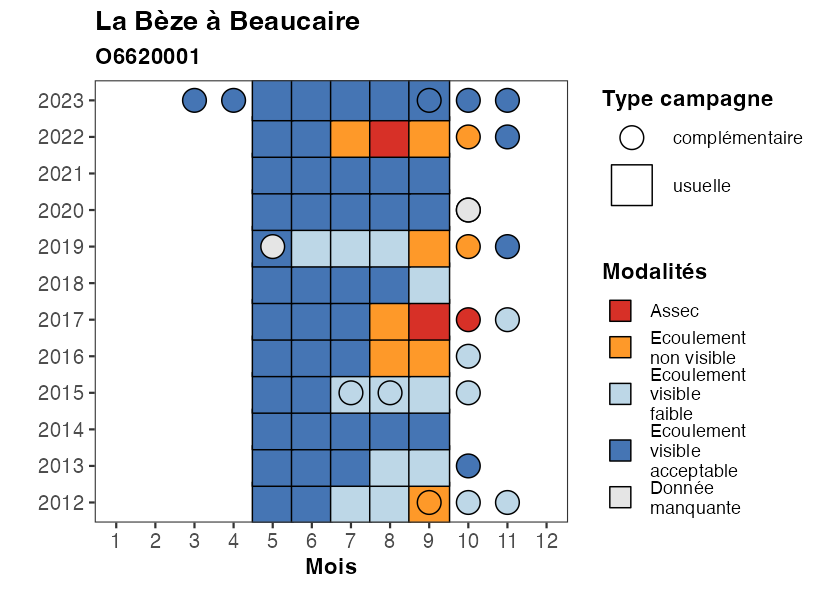 La Bèze à Beaucaire
O6620001
2023
2022
2021
2020
2019
2018
2017
2016
2015
2014
2013
2012
1 2 3 4 5 6 7 8 9 10 11 12
Mois
Type campagne
complémentaire
usuelle
Modalités
Assec
Ecoulement
non visible
Ecoulement
visible
faible
Ecoulement
visible
acceptable
Donnée
manquante